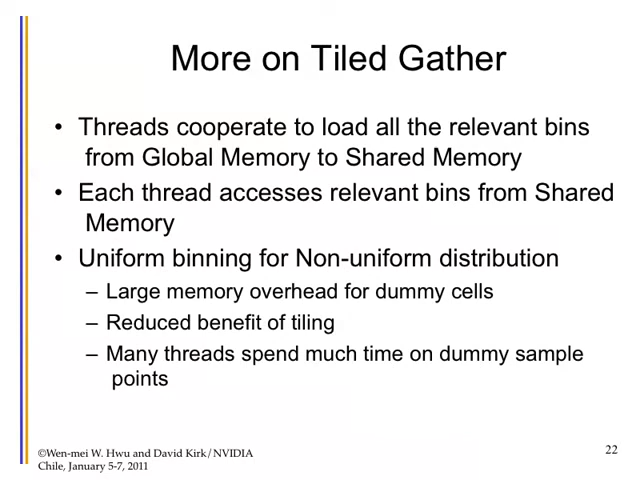 More on Tiled Gather
• Threads cooperate to load all the relevant bins
from Global Memory to Shared Memory
• Each thread accesses relevant bins from Shared
Memory
• Uniform binning for Non-uniform distribution
– Large memory overhead for dummy cells
– Reduced benefit of tiling
– Many threads spend much time on dummy sample
points
©Wen-mei W. Hwu and David Kirk/NVIDIA
Chile, January 5-7, 2011
22